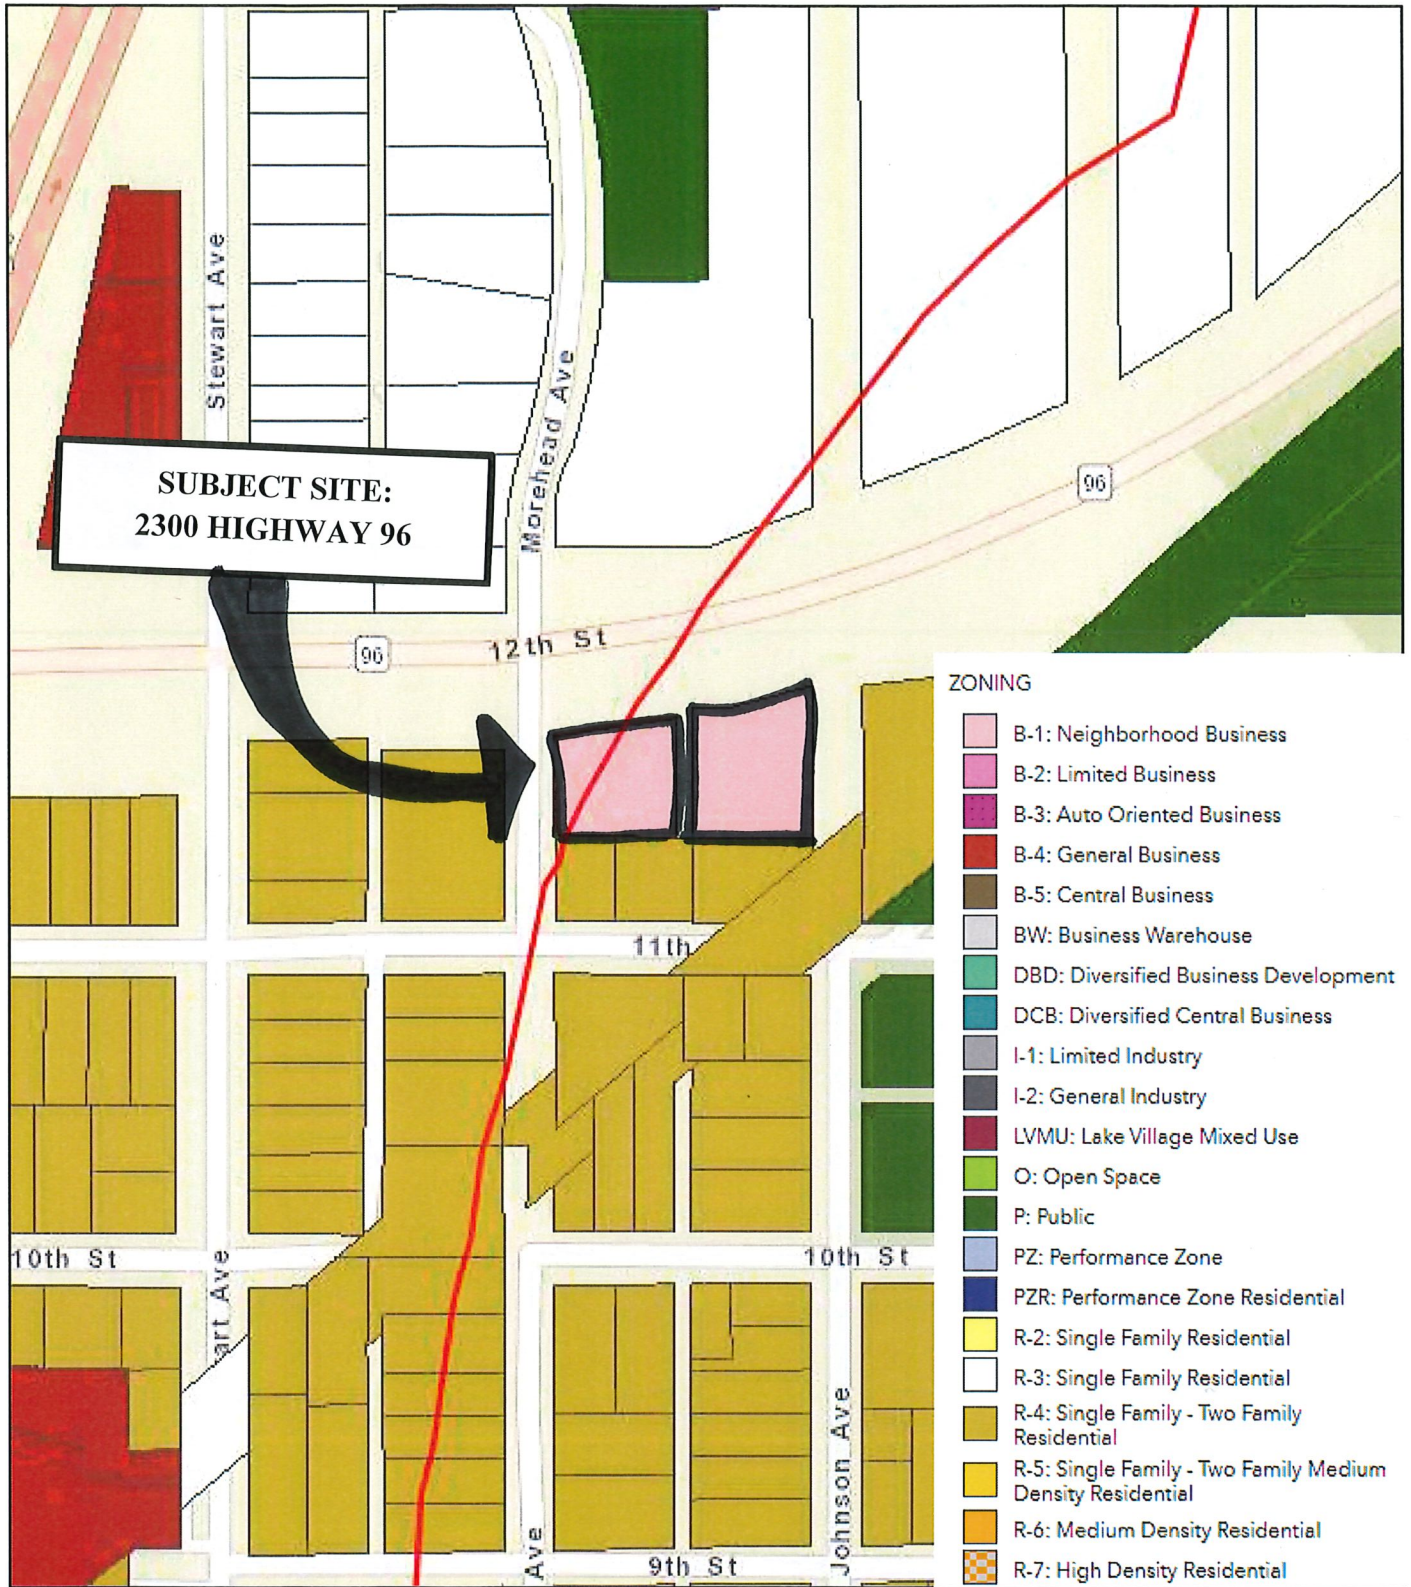 Stewart Ave
Morehead Ave
SUBJECT SITE:
2300 HIGHWAY 96
96
96
12th St
11th
10th St
10th St
art Ave
Johnson Ave
Ave
9th St
ZONING
B-1: Neighborhood Business
B-2: Limited Business
B-3: Auto Oriented Business
B-4: General Business
B-5: Central Business
BW: Business Warehouse
DBD: Diversified Business Development
DCB: Diversified Central Business
I-1: Limited Industry
I-2: General Industry
LVMU: Lake Village Mixed Use
O: Open Space
P: Public
PZ: Performance Zone
PZR: Performance Zone Residential
R-2: Single Family Residential
R-3: Single Family Residential
R-4: Single Family - Two Family
Residential
R-5: Single Family - Two Family Medium
Density Residential
R-6: Medium Density Residential
R-7: High Density Residential